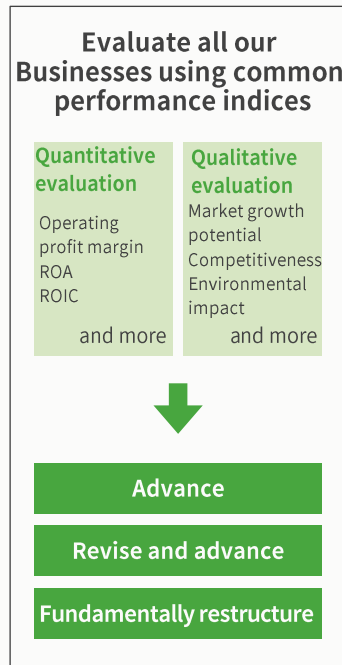 Evaluate all our
Businesses using common
performance indices
Quantitative
evaluation
Operating
profit margin
ROA
ROIC
and more
Qualitative
evaluation
Market growth
potential
Competitiveness
Environmental
impact
and more
Advance
Revise and advance
Fundamentally restructure